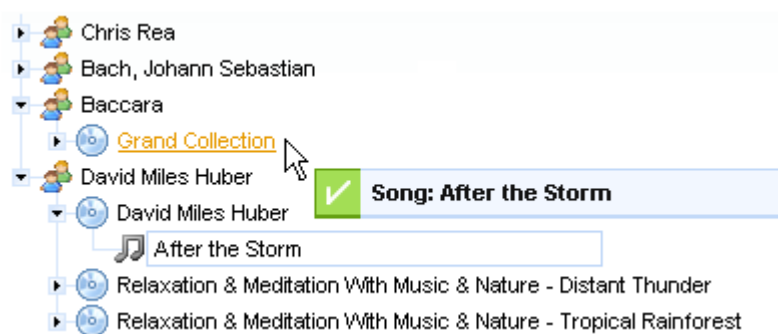 Chris Rea
Bach, Johann Sebastian
Baccara
Grand Collection
David Miles Huber
Song: After the Storm
David Miles Huber
After the Storm
Relaxation & Meditation With Music & Nature - Distant Thunder
Relaxation & Meditation With Music & Nature - Tropical Rainforest